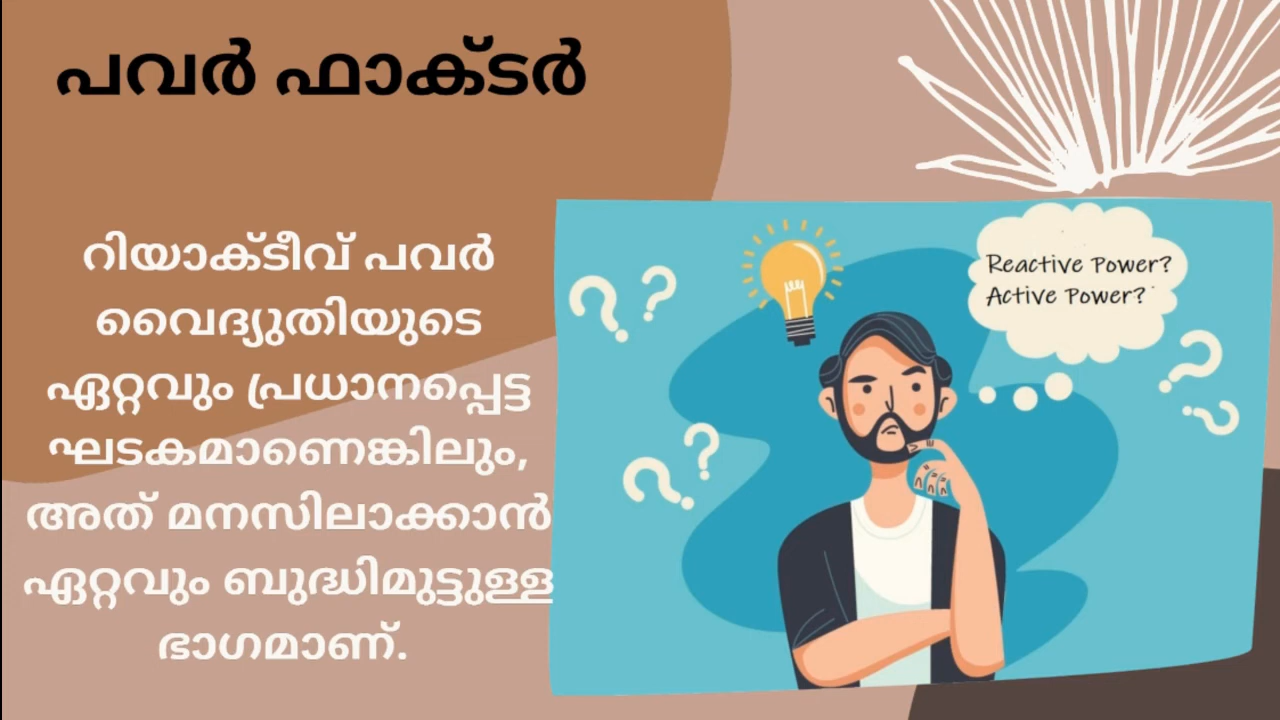 പവർ ഫാക്ടർ
റിയാക്ടീവ് പവർ
വൈദ്യുതിയുടെ
ഏറ്റവും പ്രധാനപ്പെട്ട
ഘടകമാണെങ്കിലും,
അത് മനസിലാക്കാൻ
ഏറ്റവും ബുദ്ധിമുട്ടുള്ള
ഭാഗമാണ്.
Reactive Power?
Active Power?